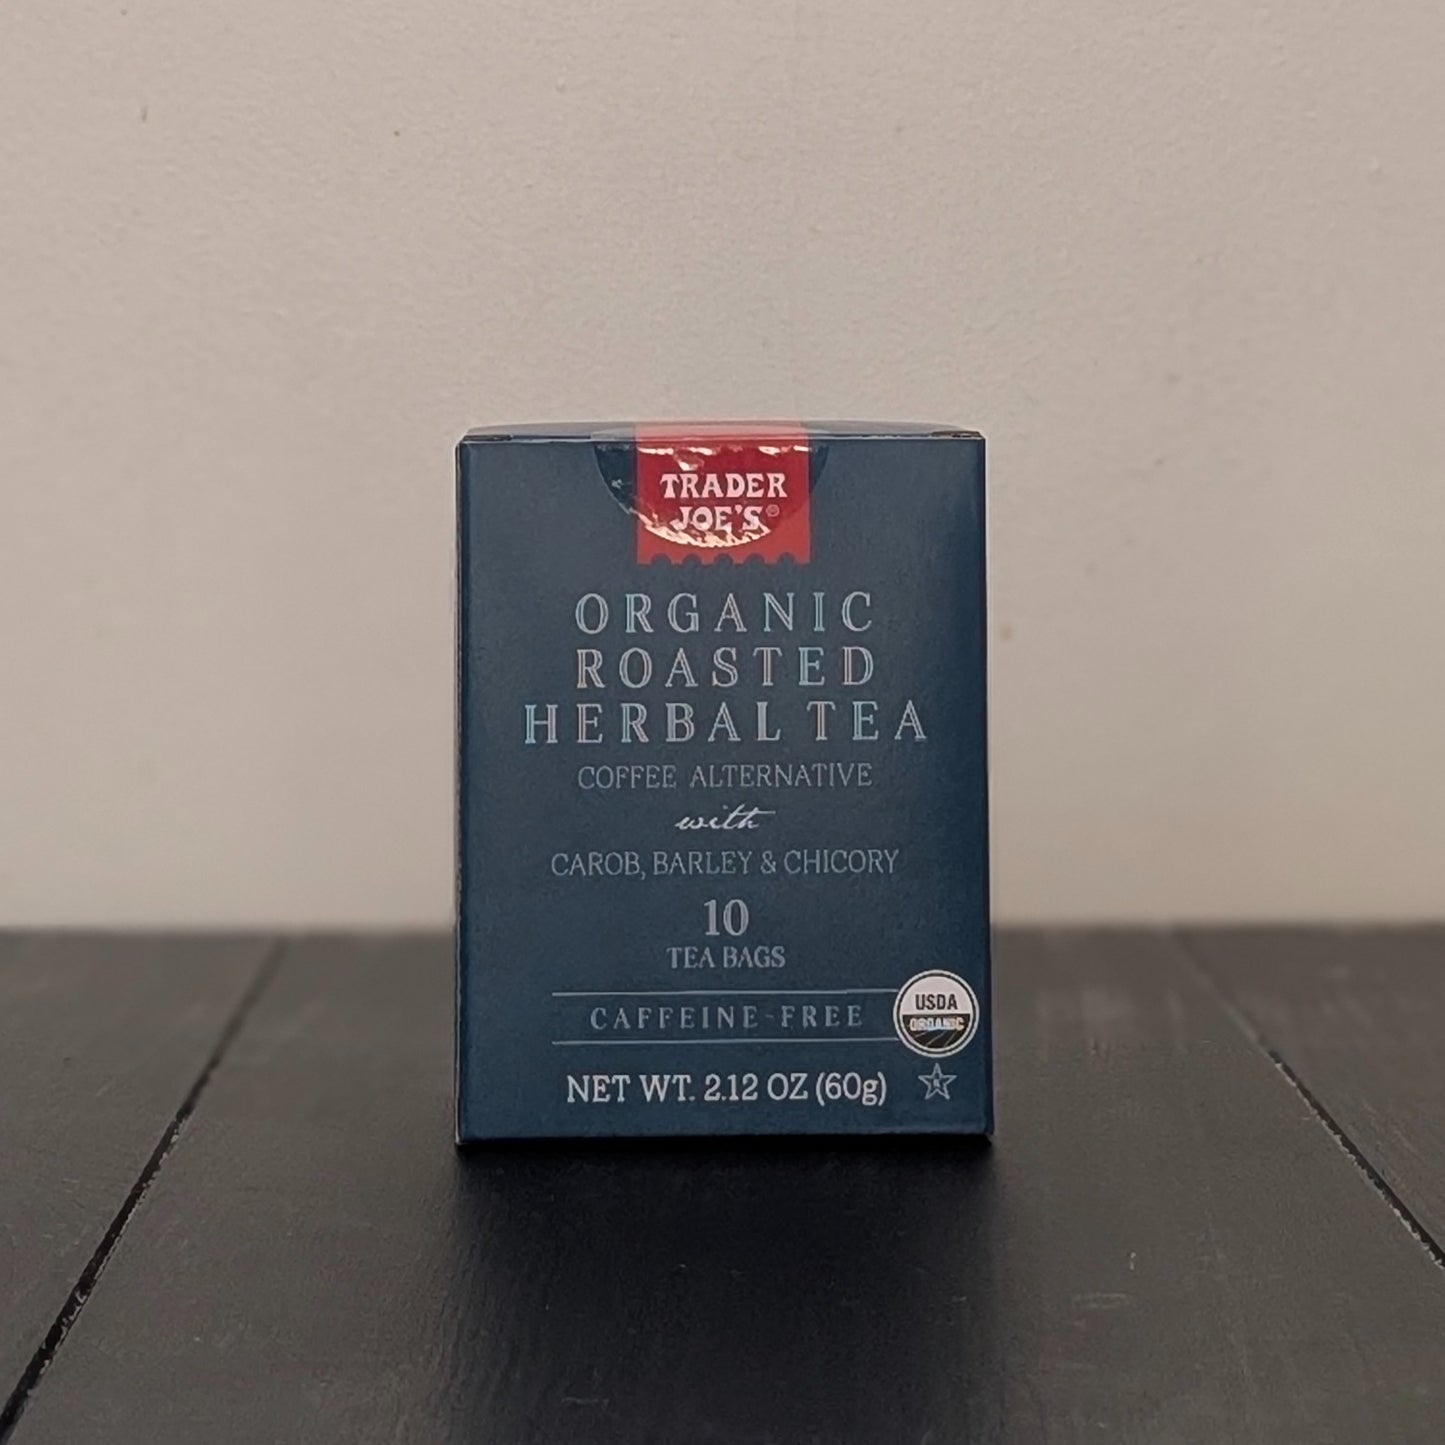 TRADER
JOE'S®
ORGANIC
ROASTED
HERBAL TEA
COFFEE ALTERNATIVE
with
CAROB, BARLEY & CHICORY
10
TEA BAGS
CAFFEINE-FREE
USDA
ORGANIC
NET WT. 2.12 OZ (60g)
K